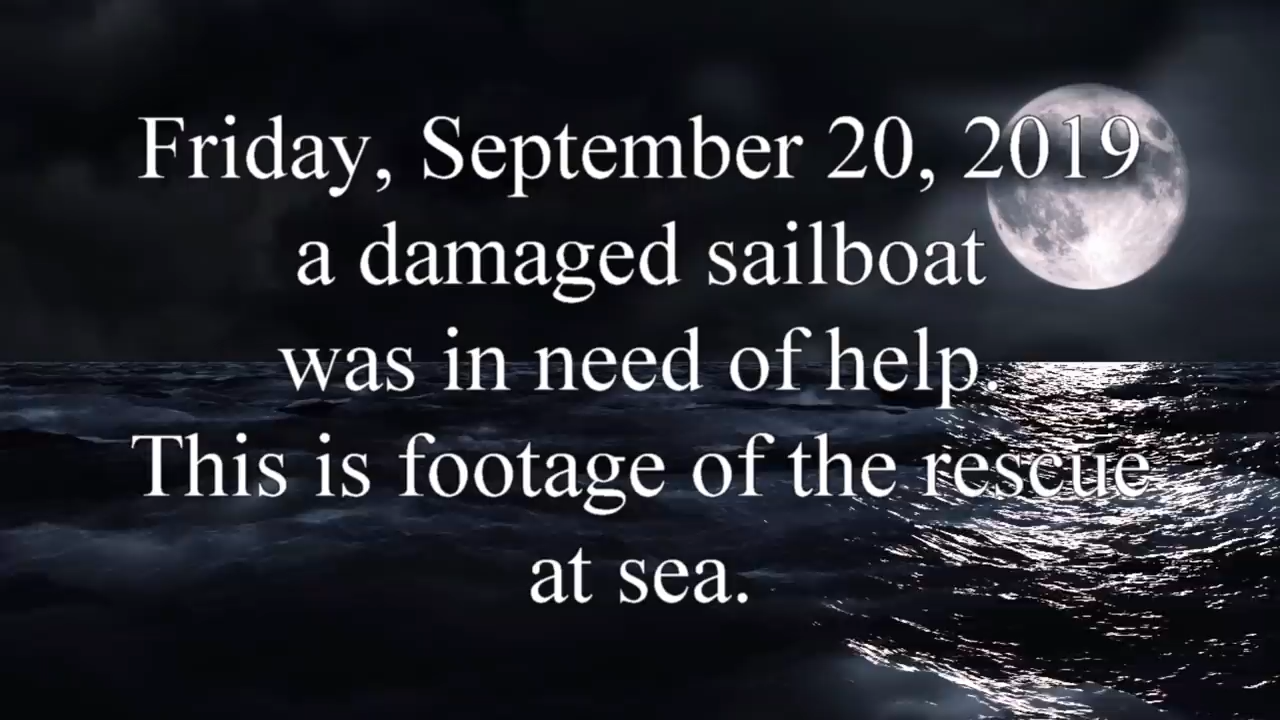 Friday, September 20, 2019
a damaged sailboat
was in need of help.
This is footage of the rescue
at sea.